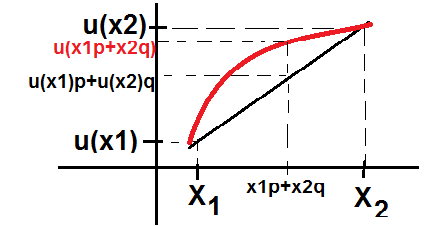 u(x2)
u(x1p+x2q)
u(x1)p+u(x2)q
u(x1)
X1
x1p+x2q
X2